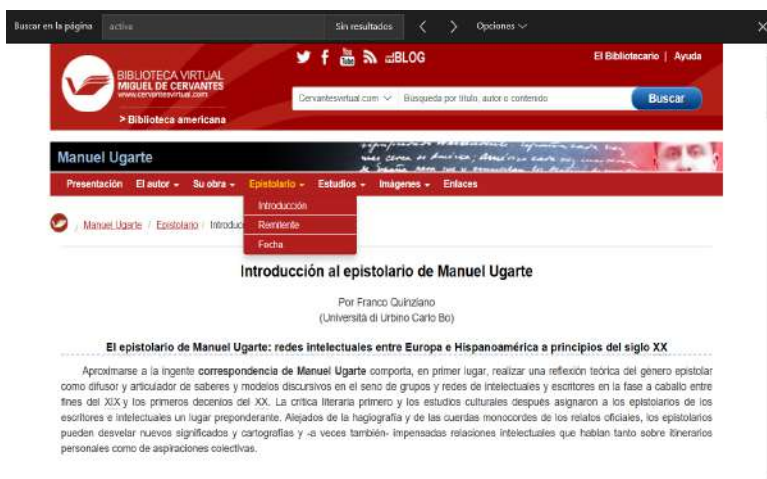 Buscar en la página activa Sin resultados Opciones
BLOG El Bibliotecario | Ayuda
BIBLIOTECA VIRTUAL
MIGUEL DE CERVANTES
www.cervantesvirtual.com
Cervantesvirtual.com Búsqueda por título, autor o contenido Buscar
> Biblioteca americana
Manuel Ugarte
Presentación El autor Su obra Epistolario Estudios Imágenes Enlaces
Introducción
Remitente
Fecha
/ Manuel Ugarte / Epistolario / Introduc
Introducción al epistolario de Manuel Ugarte
Por Franco Quinziano
(Università di Urbino Carlo Bo)
El epistolario de Manuel Ugarte: redes intelectuales entre Europa e Hispanoamérica a principios del siglo XX
Aproximarse a la ingente correspondencia de Manuel Ugarte comporta, en primer lugar, realizar una reflexión teórica del género epistolar
como difusor y articulador de saberes y modelos discursivos en el seno de grupos y redes de intelectuales y escritores en la fase a caballo entre
fines del XIX y los primeros decenios del XX. La crítica literaria primero y los estudios culturales después asignaron a los epistolarios de los
escritores e intelectuales un lugar preponderante. Alejados de la hagiografía y de las cuerdas monocordes de los relatos oficiales, los epistolarios
pueden desvelar nuevos significados y cartografías y -a veces también- impensadas relaciones intelectuales que hablan tanto sobre itinerarios
personales como de aspiraciones colectivas.